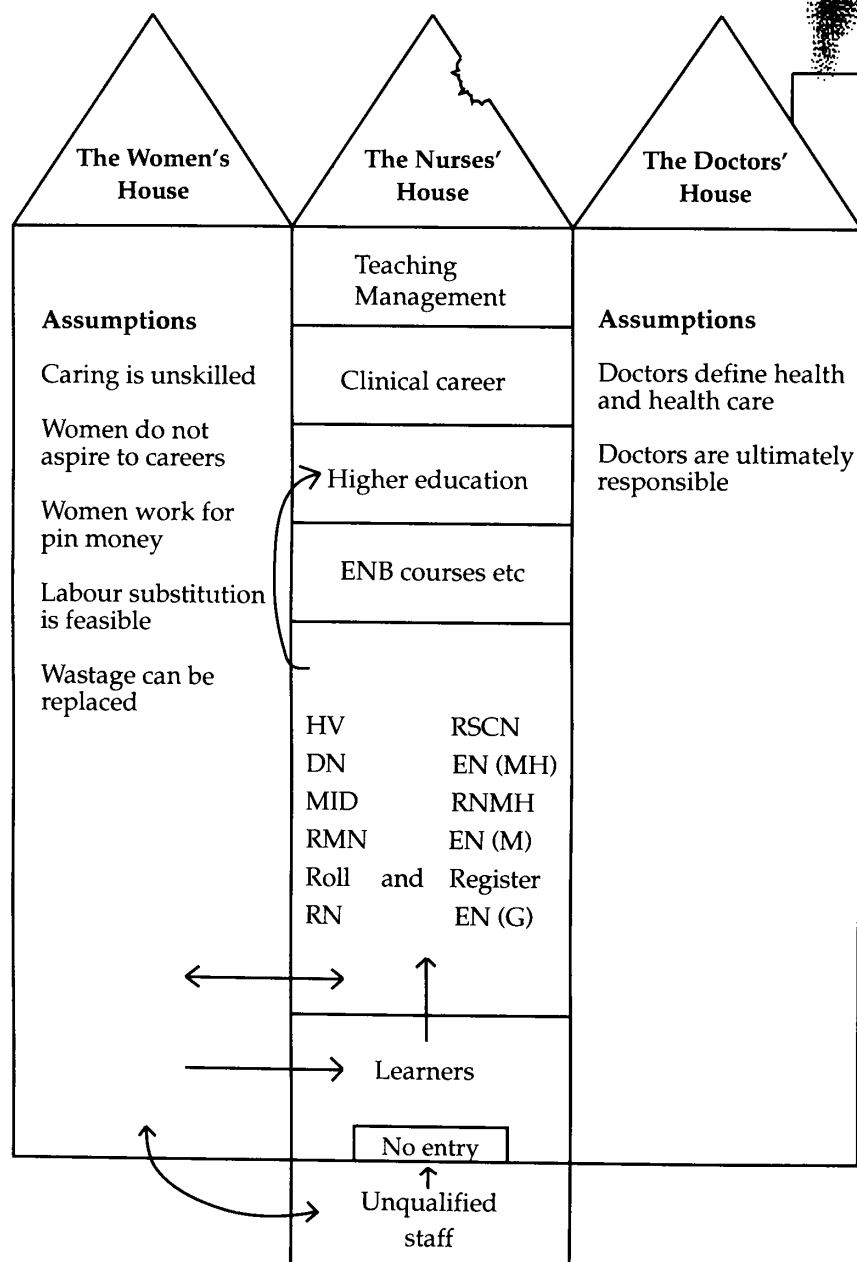 The Women's
House
The Nurses'
House
The Doctors'
House
Assumptions
Caring is unskilled
Women do not
aspire to careers
Women work for
pin money
Labour substitution
is feasible
Wastage can be
replaced
Teaching
Management
Clinical career
Higher education
ENB courses etc
HV RSCN
DN EN (MH)
MID RNMH
RMN EN (M)
Roll and Register
RN EN (G)
Learners
No entry
Unqualified
staff
Assumptions
Doctors define health
and health care
Doctors are ultimately
responsible